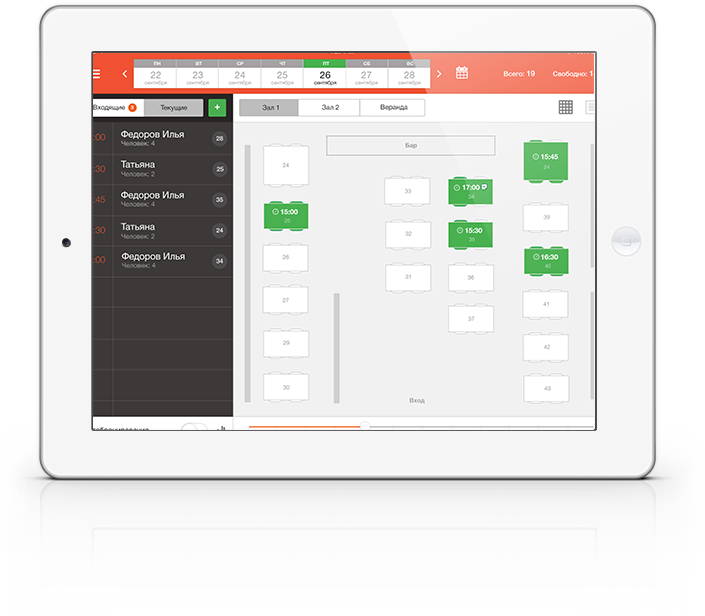 ПН ВТ СР ЧТ ПТ СБ ВС
22 23 24 25 26 27 28
сентября сентября сентября сентября сентября сентября сентября
Всего: 19 Свободно: 1
Входящие 8 Текущие +
Зал 1 Зал 2 Веранда
:00 Федоров Илья 28
Человек: 4
:30 Татьяна 25
Человек: 2
:45 Федоров Илья 35
Человек: 4
:30 Татьяна 24
Человек: 2
:00 Федоров Илья 34
Человек: 4
Бар
24
15:45
24
33
17:00 ₽
34
15:00
25
39
32
15:30
35
26
16:30
40
31
36
27
41
37
29
42
30
43
Вход